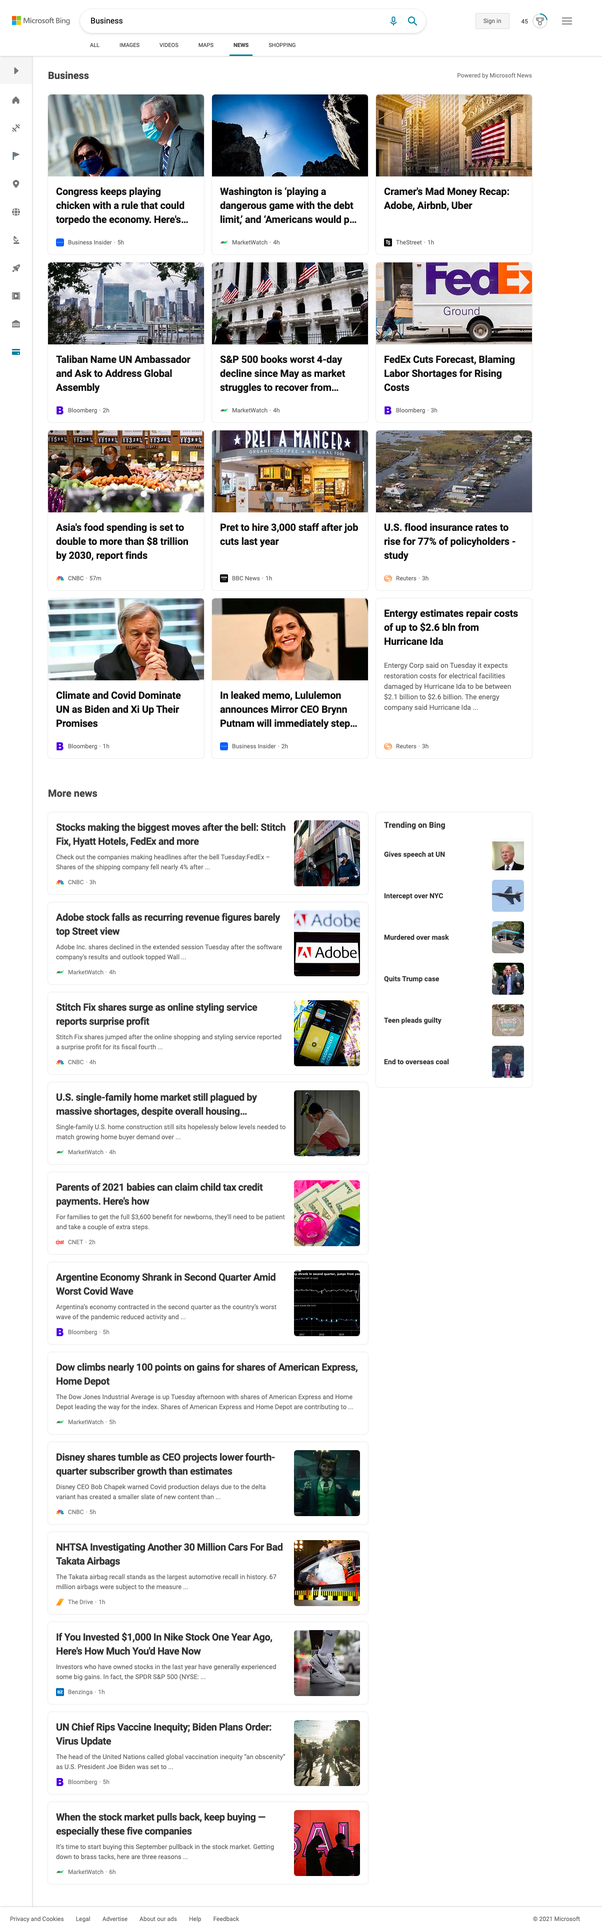 Microsoft Bing
Business
Sign in
45
ALL IMAGES VIDEOS MAPS NEWS SHOPPING
Business
Powered by Microsoft News
Congress keeps playing
chicken with a rule that could
torpedo the economy. Here's...
Business Insider · 5h
Washington is 'playing a
dangerous game with the debt
limit,' and 'Americans would p...
MarketWatch · 4h
Cramer's Mad Money Recap:
Adobe, Airbnb, Uber
TheStreet · 1h
Taliban Name UN Ambassador
and Ask to Address Global
Assembly
Bloomberg · 2h
S&P 500 books worst 4-day
decline since May as market
struggles to recover from...
MarketWatch · 4h
FedEx
Ground
FedEx Cuts Forecast, Blaming
Labor Shortages for Rising
Costs
Bloomberg · 3h
Asia's food spending is set to
double to more than $8 trillion
by 2030, report finds
CNBC · 57m
PRET A MANGER
ORGANIC COFFEE NATURAL FOOD
Pret to hire 3,000 staff after job
cuts last year
BBC News · 1h
U.S. flood insurance rates to
rise for 77% of policyholders -
study
Reuters · 3h
Climate and Covid Dominate
UN as Biden and Xi Up Their
Promises
Bloomberg · 1h
In leaked memo, Lululemon
announces Mirror CEO Brynn
Putnam will immediately step...
Business Insider · 2h
Entergy estimates repair costs
of up to $2.6 bln from
Hurricane Ida
Entergy Corp said on Tuesday it expects
restoration costs for electrical facilities
damaged by Hurricane Ida to be between
$2.1 billion to $2.6 billion. The energy
company said Hurricane Ida ...
Reuters · 3h
More news
Stocks making the biggest moves after the bell: Stitch
Fix, Hyatt Hotels, FedEx and more
Check out the companies making headlines after the bell Tuesday:FedEx –
Shares of the shipping company fell nearly 4% after ...
CNBC · 3h
Adobe stock falls as recurring revenue figures barely
top Street view
Adobe Inc. shares declined in the extended session Tuesday after the software
company's results and outlook topped Wall ...
MarketWatch · 4h
Adobe
Adobe
Stitch Fix shares surge as online styling service
reports surprise profit
Stitch Fix shares jumped after the online shopping and styling service reported
a surprise profit for its fiscal fourth ...
CNBC · 4h
U.S. single-family home market still plagued by
massive shortages, despite overall housing...
Single-family U.S. home construction still sits hopelessly below levels needed to
match growing home buyer demand over ...
MarketWatch · 4h
Parents of 2021 babies can claim child tax credit
payments. Here's how
For families to get the full $3,600 benefit for newborns, they'll need to be patient
and take a couple of extra steps.
CNET · 2h
Argentine Economy Shrank in Second Quarter Amid
Worst Covid Wave
Argentina's economy contracted in the second quarter as the country's worst
wave of the pandemic reduced activity and ...
Bloomberg · 5h
Dow climbs nearly 100 points on gains for shares of American Express,
Home Depot
The Dow Jones Industrial Average is up Tuesday afternoon with shares of American Express and Home
Depot leading the way for the index. Shares of American Express and Home Depot are contributing to ...
MarketWatch · 5h
Disney shares tumble as CEO projects lower fourth-
quarter subscriber growth than estimates
Disney CEO Bob Chapek warned Covid production delays due to the delta
variant has created a smaller slate of new content than ...
CNBC · 5h
NHTSA Investigating Another 30 Million Cars For Bad
Takata Airbags
The Takata airbag recall stands as the largest automotive recall in history. 67
million airbags were subject to the measure ...
The Drive · 1h
If You Invested $1,000 In Nike Stock One Year Ago,
Here's How Much You'd Have Now
Investors who have owned stocks in the last year have generally experienced
some big gains. In fact, the SPDR S&P 500 (NYSE: ...
Benzinga · 1h
UN Chief Rips Vaccine Inequity; Biden Plans Order:
Virus Update
The head of the United Nations called global vaccination inequity "an obscenity"
as U.S. President Joe Biden was set to ...
Bloomberg · 5h
When the stock market pulls back, keep buying —
especially these five companies
It's time to start buying this September pullback in the stock market. Getting
down to brass tacks, here are three reasons ...
MarketWatch · 6h
Trending on Bing
Gives speech at UN
Intercept over NYC
Murdered over mask
Quits Trump case
Teen pleads guilty
End to overseas coal
Privacy and Cookies Legal Advertise About our ads Help Feedback
© 2021 Microsoft